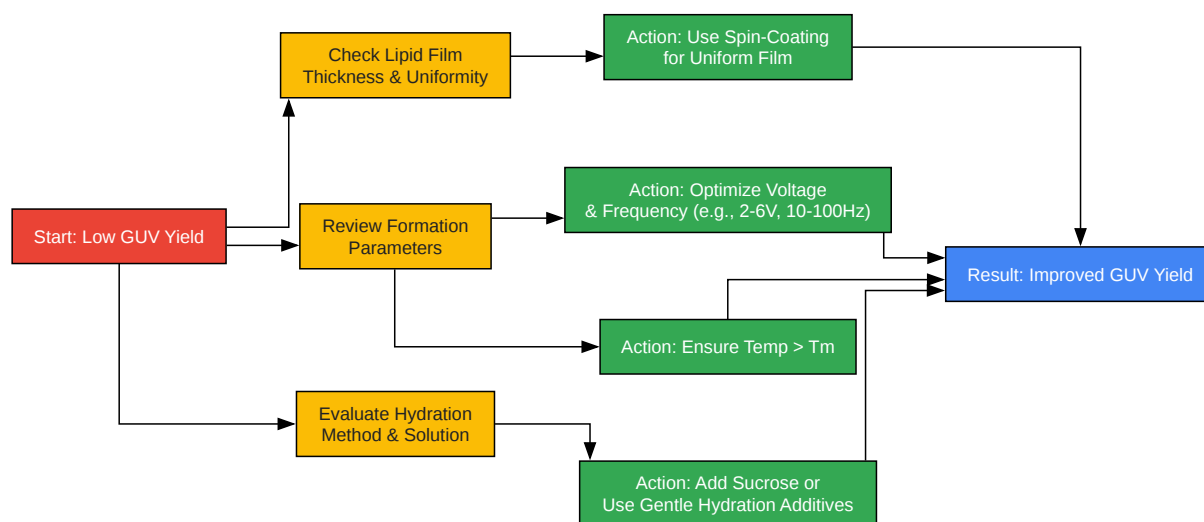 Check Lipid Film
Thickness & Uniformity
Action: Use Spin-Coating
for Uniform Film
Start: Low GUV Yield
Review Formation
Parameters
Action: Optimize Voltage
& Frequency (e.g., 2-6V, 10-100Hz)
Result: Improved GUV Yield
Action: Ensure Temp > Tm
Evaluate Hydration
Method & Solution
Action: Add Sucrose or
Use Gentle Hydration Additives